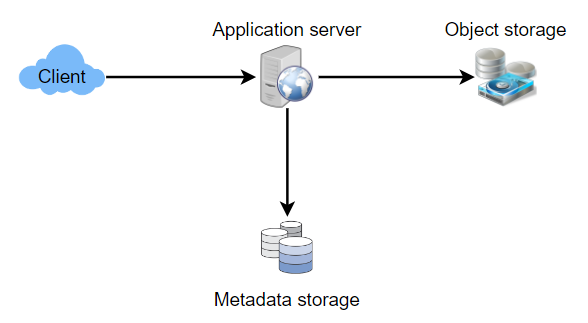 Application server
Object storage
Client
Metadata storage